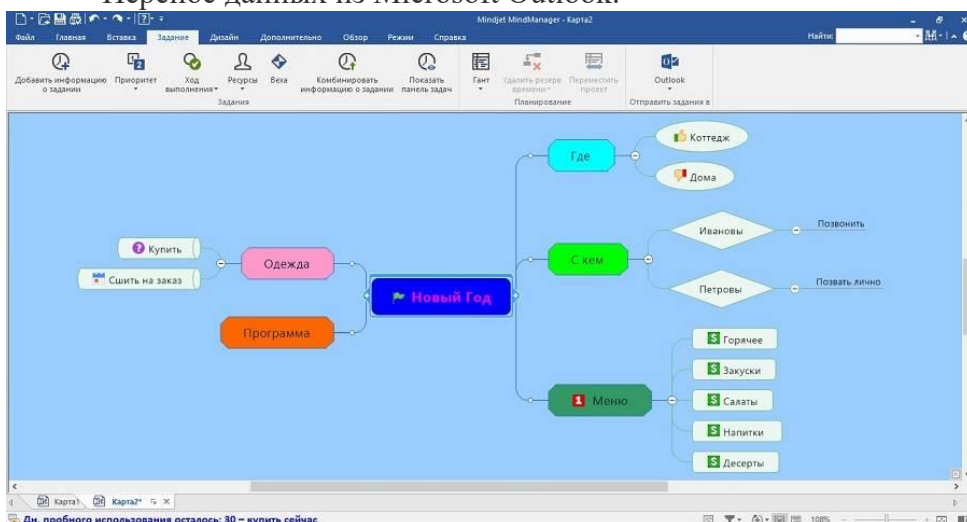 Перенос данных из Microsoft Outlook.
Mindjet MindManager - Карта2
Файл Главная Вставка Задание Дизайн Дополнительно Обзор Режим Справка Найти:
Добавить информацию о задании
Приоритет
Ход выполнения
Ресурсы
Веха
Комбинировать информацию о задании
Показать панель задач
Гант
Удалить резерв времени
Переместить проект
Outlook
Задания Планирование Отправить задания в
Коттедж
Где
Дома
Ивановы Позвонить
С кем
Петровы Позвать лично
Купить
Одежда
Сшить на заказ
Новый Год
Программа
Горячее
Закуски
1 Меню
Салаты
Напитки
Десерты
Карта1 Карта2*
Дн. пробного использования осталось: 30 – купить сейчас
108%